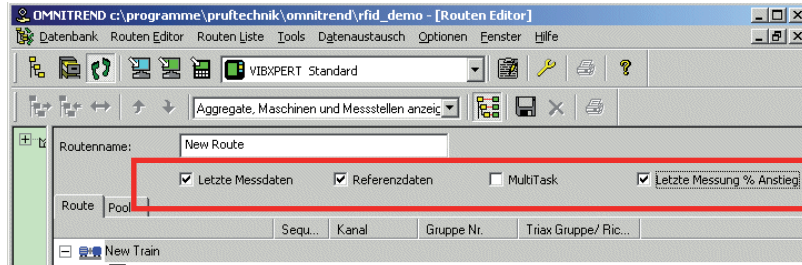 OMNITREND c:\programme\pruftechnik\omnitrend\rfid_demo - [Routen Editor]
Datenbank Routen Editor Routen Liste Tools Datenaustausch Optionen Fenster Hilfe
VIBXPERT Standard
Aggregate, Maschinen und Messstellen anzeig
Routenname: New Route
Letzte Messdaten Referenzdaten MultiTask Letzte Messung % Anstieg
Route Pool
Sequ... Kanal Gruppe Nr. Triax Gruppe/ Ric...
New Train